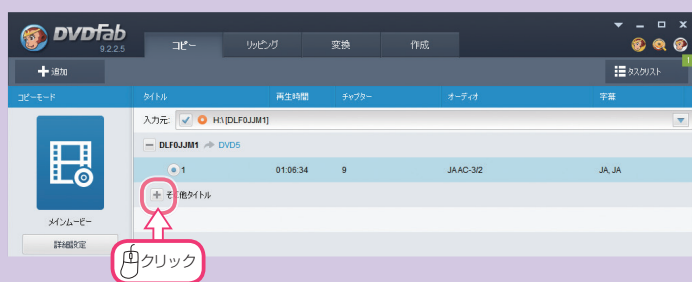 DVDFab
9.2.2.5
コピー リッピング 変換 作成
追加 タスクリスト
コピーモード タイトル 再生時間 チャプター オーディオ 字幕
入力元: H:\ [DLF0JJM1]
DLF0JJM1 DVD5
1 01:06:34 9 JA AC-3/2 JA, JA
その他タイトル
メインムービー
詳細設定
クリック